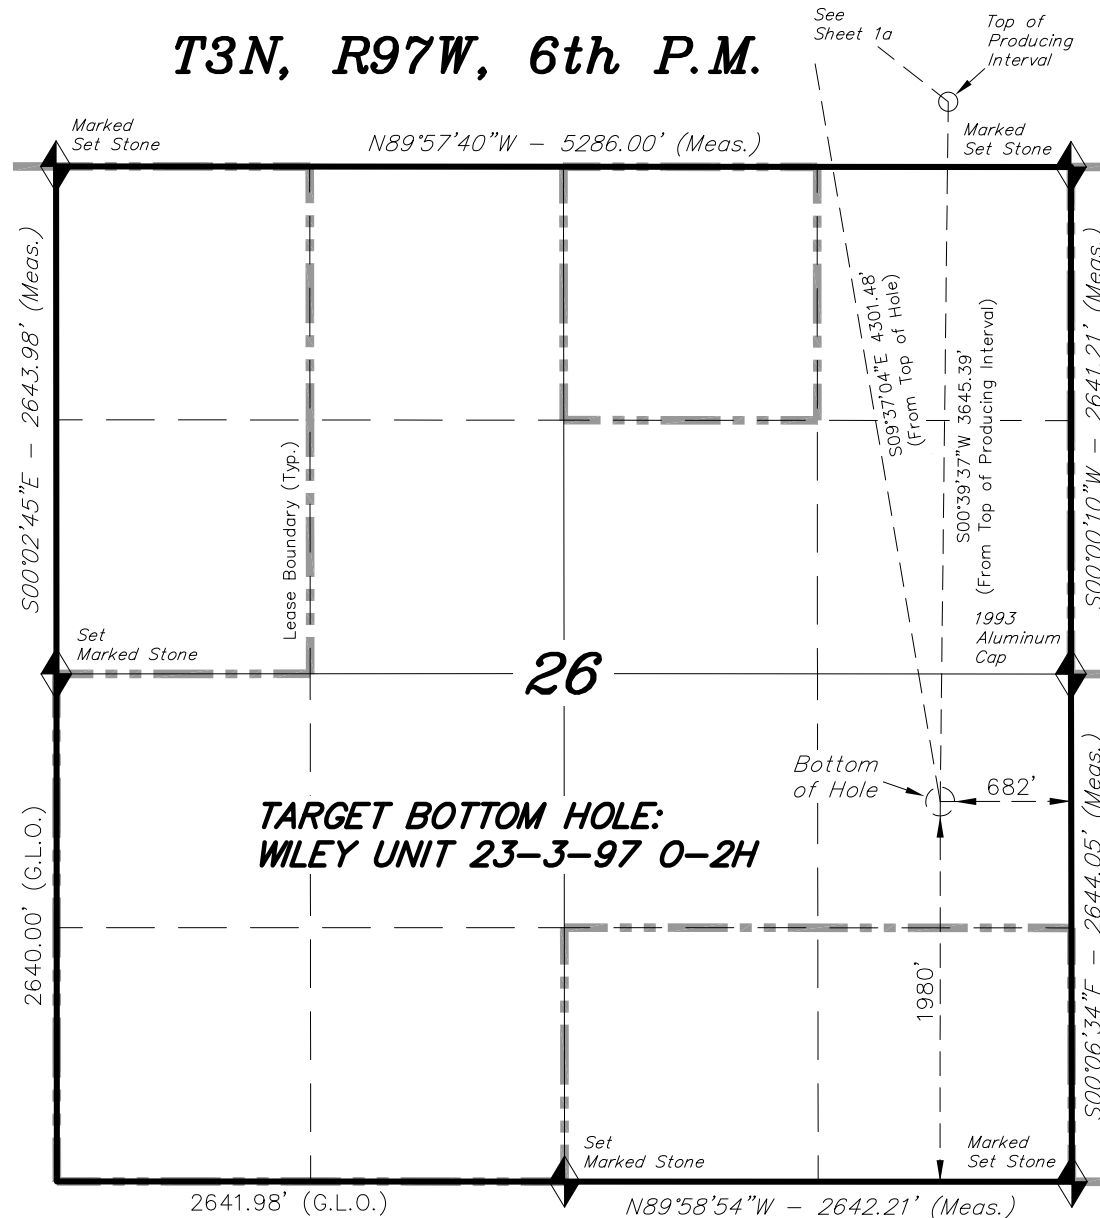 T3N, R97W, 6th P.M.
See
Sheet 1a
Top of
Producing
Interval
Marked
Set Stone
N89°57'40"W - 5286.00' (Meas.)
Marked
Set Stone
S00°02'45"E - 2643.98' (Meas.)
S09°37'04"E 4301.48'
(From Top of Hole)
S00°39'37"W 3645.39'
(From Top of Producing Interval)
S00°00'10"W - 2641.21' (Meas.)
Lease Boundary (Typ.)
Set
Marked Stone
1993
Aluminum
Cap
26
Bottom
of Hole
682'
TARGET BOTTOM HOLE:
WILEY UNIT 23-3-97 O-2H
2640.00' (G.L.O.)
1980'
S00°06'34"E - 2644.05' (Meas.)
Set
Marked Stone
Marked
Set Stone
2641.98' (G.L.O.)
N89°58'54"W - 2642.21' (Meas.)